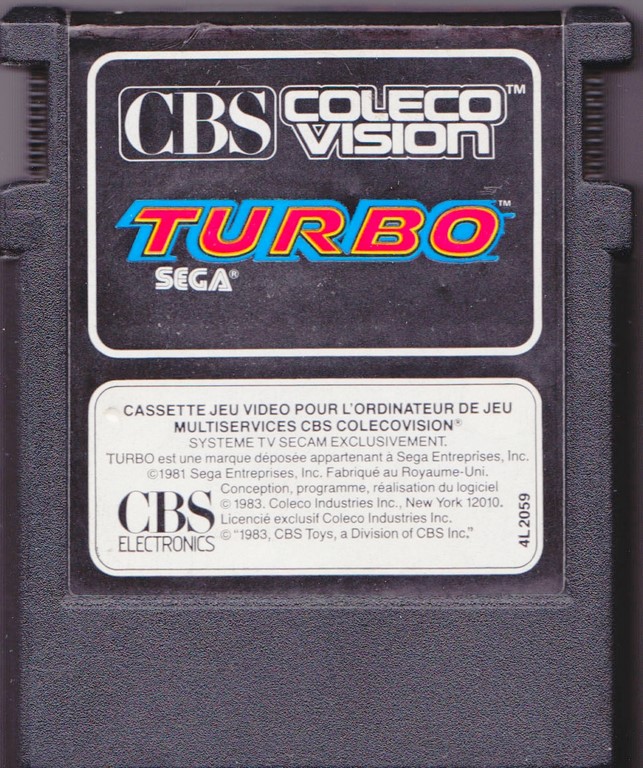 CBS COLECO VISION™
TURBO™
SEGA®
CASSETTE JEU VIDEO POUR L'ORDINATEUR DE JEU
MULTISERVICES CBS COLECOVISION®
SYSTEME TV SECAM EXCLUSIVEMENT.
TURBO est une marque déposée appartenant à Sega Entreprises, Inc.
©1981 Sega Entreprises, Inc. Fabriqué au Royaume-Uni.
Conception, programme, réalisation du logiciel
© 1983. Coleco Industries Inc., New York 12010.
Licencié exclusif Coleco Industries Inc.
© "1983, CBS Toys, a Division of CBS Inc."
CBS
ELECTRONICS
4L2059